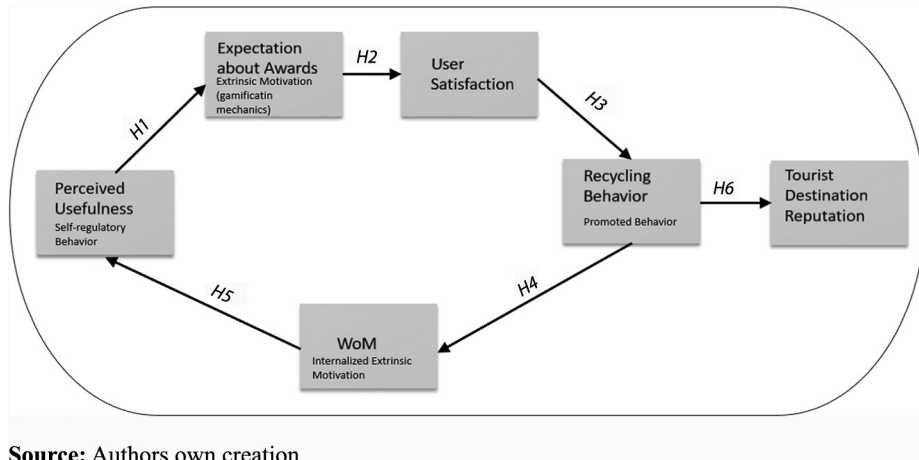 Expectation
about Awards
Extrinsic Motivation
(gamificatin
mechanics)
H2
User
Satisfaction
H1
H3
Perceived
Usefulness
Self-regulatory
Behavior
Recycling
Behavior
Promoted Behavior
H6
Tourist
Destination
Reputation
H5
H4
WoM
Internalized Extrinsic
Motivation
Source: Authors own creation